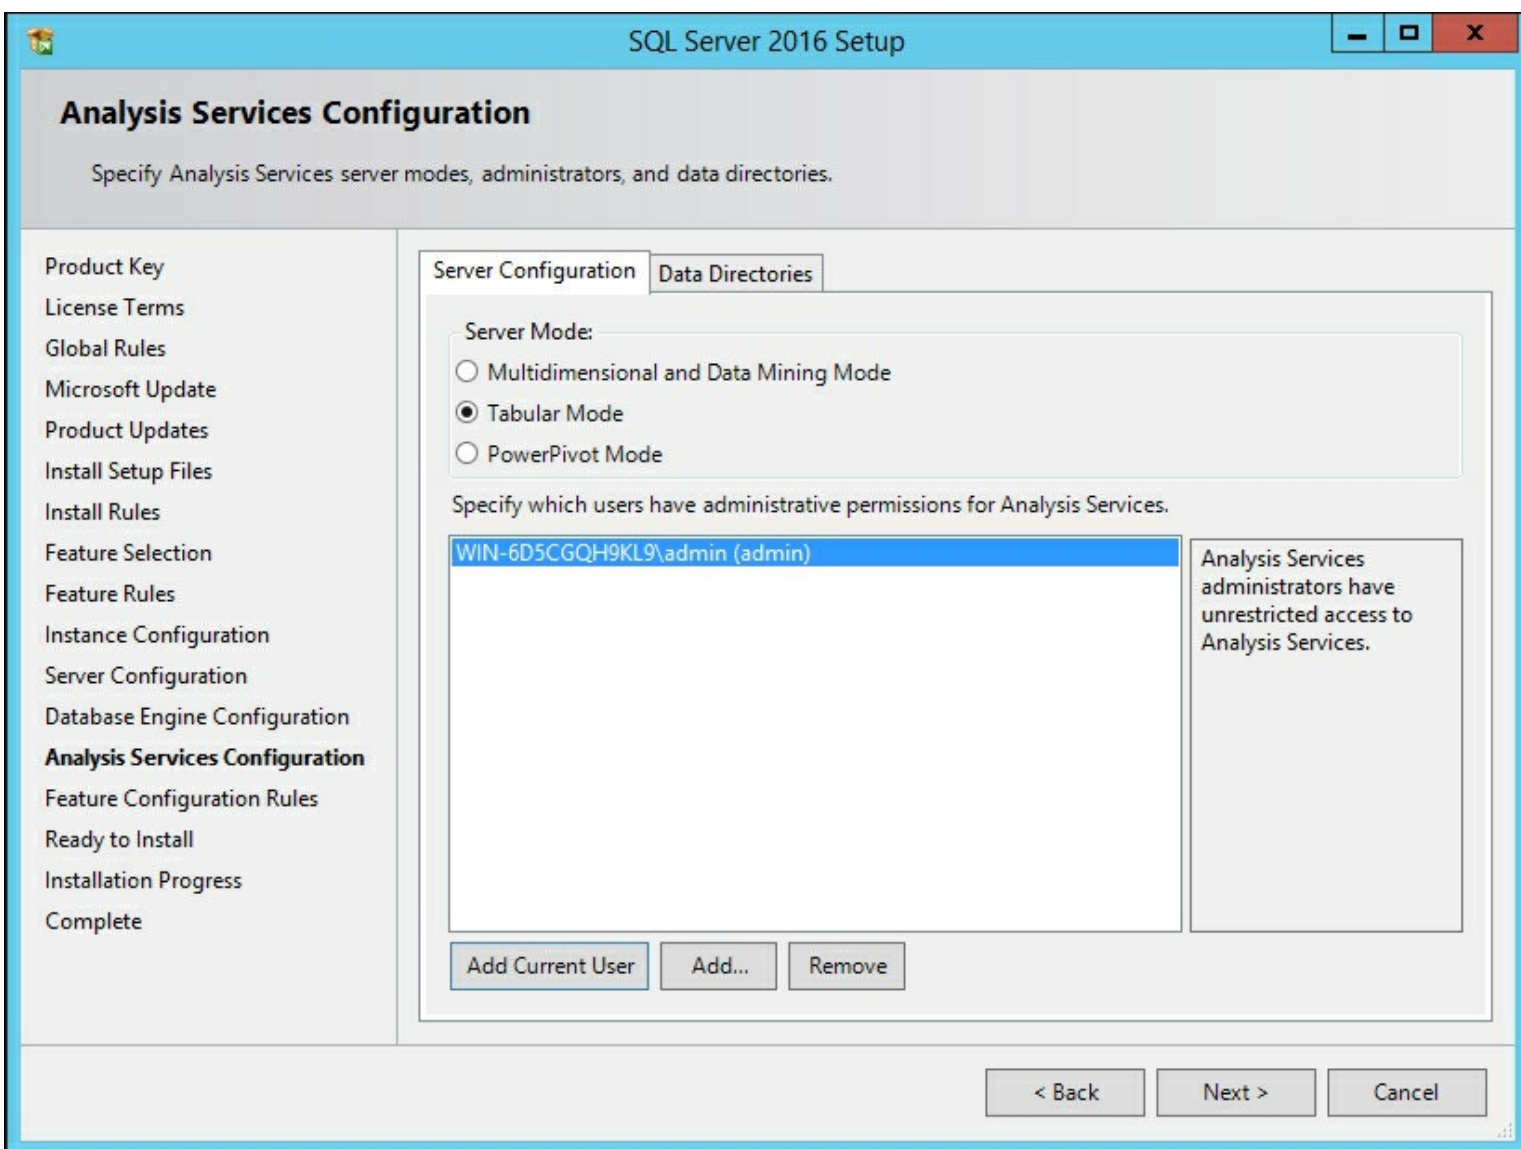 SQL Server 2016 Setup
Analysis Services Configuration
Specify Analysis Services server modes, administrators, and data directories.
Product Key
License Terms
Global Rules
Microsoft Update
Product Updates
Install Setup Files
Install Rules
Feature Selection
Feature Rules
Instance Configuration
Server Configuration
Database Engine Configuration
Analysis Services Configuration
Feature Configuration Rules
Ready to Install
Installation Progress
Complete
Server Configuration
Data Directories
Server Mode:
Multidimensional and Data Mining Mode
Tabular Mode
PowerPivot Mode
Specify which users have administrative permissions for Analysis Services.
WIN-6D5CGQH9KL9\admin (admin)
Analysis Services
administrators have
unrestricted access to
Analysis Services.
Add Current User
Add...
Remove
< Back
Next >
Cancel